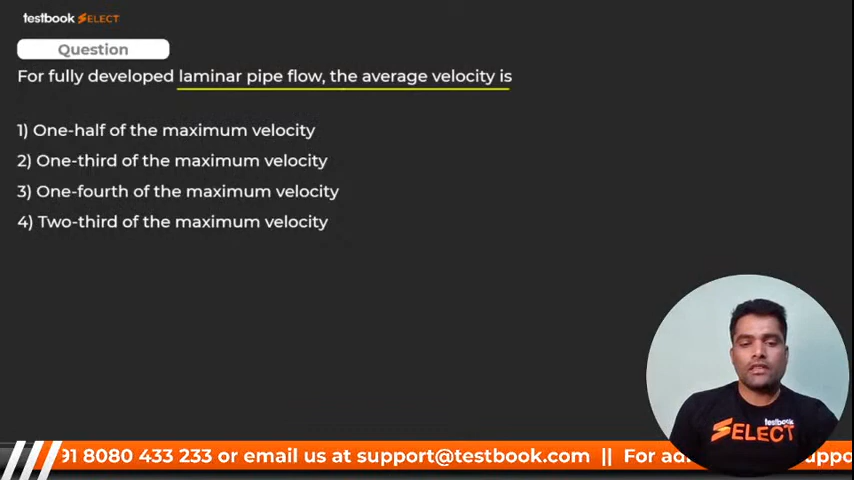 testbook SELECT
Question
For fully developed laminar pipe flow, the average velocity is
1) One-half of the maximum velocity
2) One-third of the maximum velocity
3) One-fourth of the maximum velocity
4) Two-third of the maximum velocity
testbook
SELECT
91 8080 433 233 or email us at support@testbook.com || For